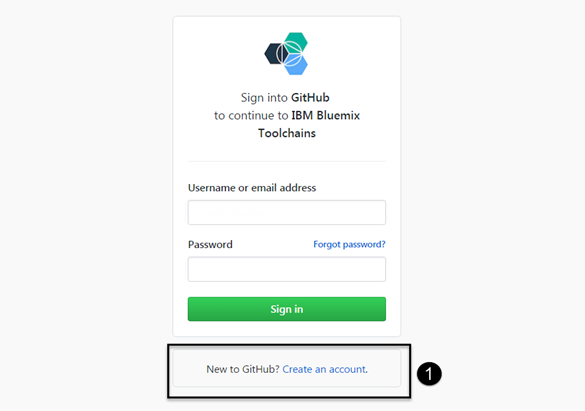 Sign into GitHub
to continue to IBM Bluemix
Toolchains
Username or email address
Password Forgot password?
Sign in
New to GitHub? Create an account.
1